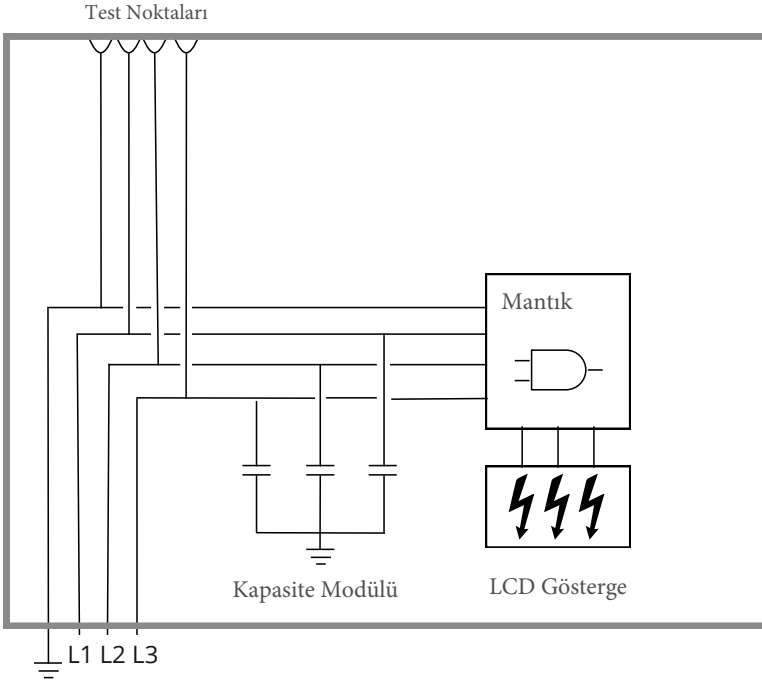 Test Noktaları
Mantık
Kapasite Modülü
LCD Gösterge
L1 L2 L3